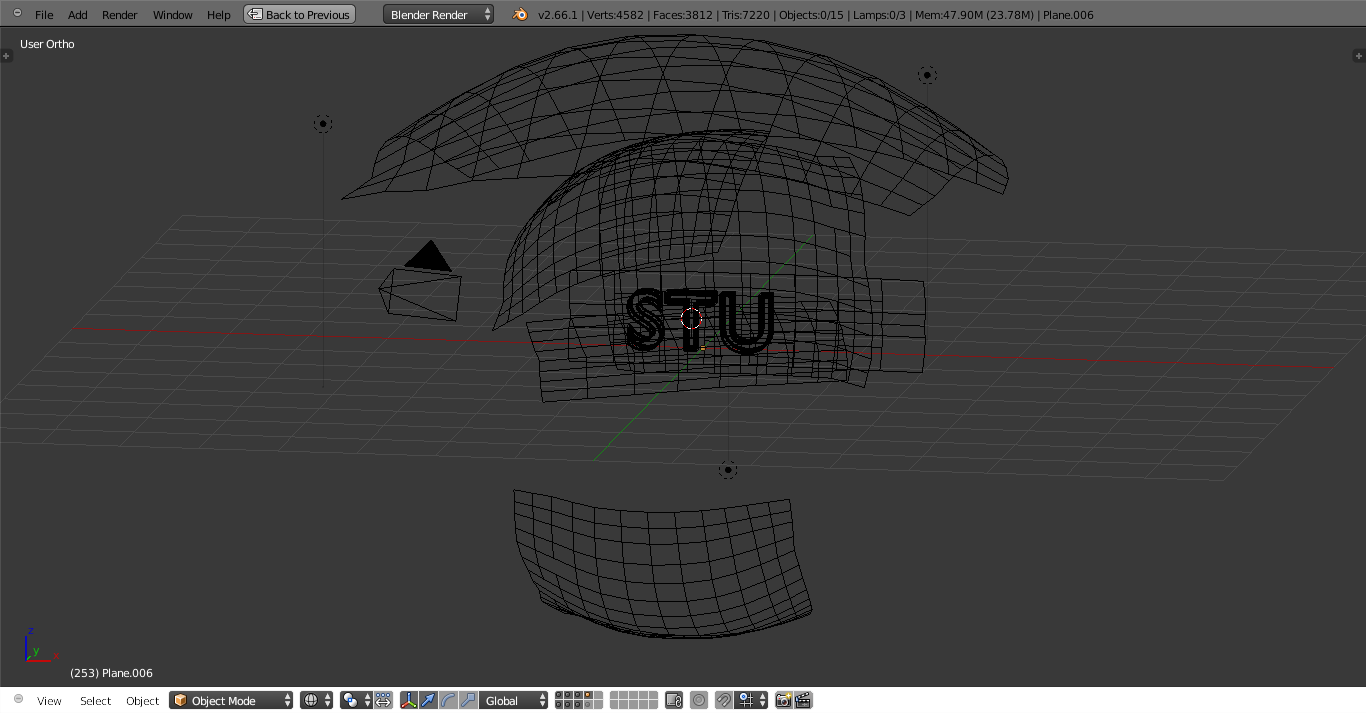 File Add Render Window Help Back to Previous Blender Render v2.66.1 | Verts:4582 | Faces:3812 | Tris:7220 | Objects:0/15 | Lamps:0/3 | Mem:47.90M (23.78M) | Plane.006
User Ortho
STU
z
y
x
(253) Plane.006
View Select Object Object Mode Global